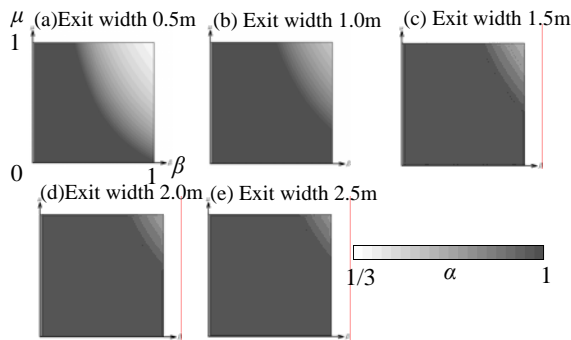 μ (a)Exit width 0.5m (b) Exit width 1.0m (c) Exit width 1.5m
1
0
1 β
(d)Exit width 2.0m (e) Exit width 2.5m
1/3 α 1